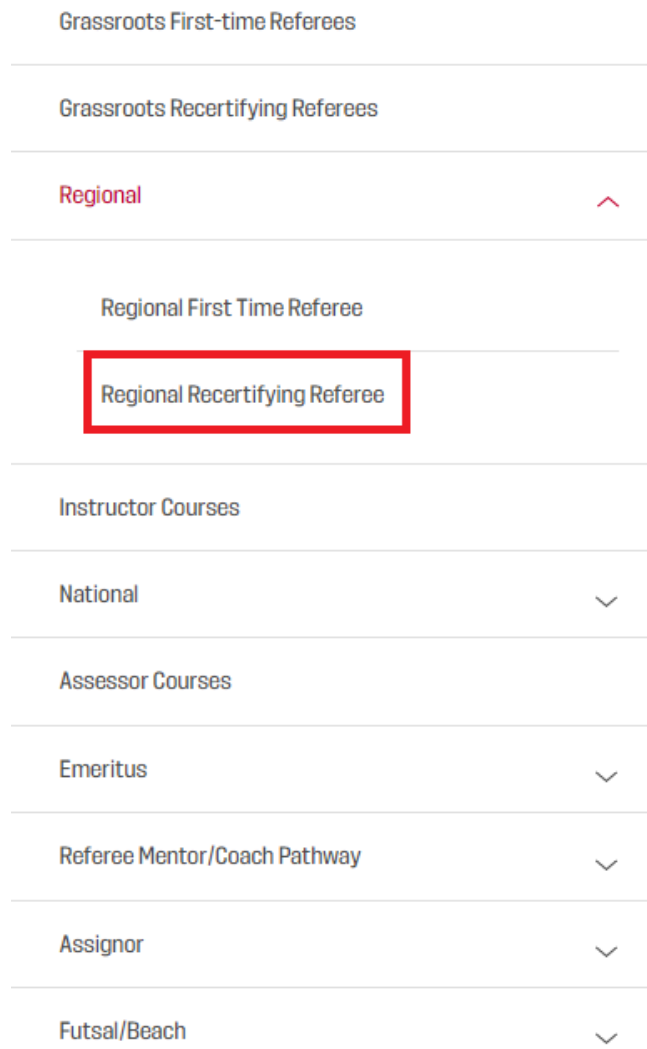 Grassroots First-time Referees
Grassroots Recertifying Referees
Regional
Regional First Time Referee
Regional Recertifying Referee
Instructor Courses
National
Assessor Courses
Emeritus
Referee Mentor/Coach Pathway
Assignor
Futsal/Beach